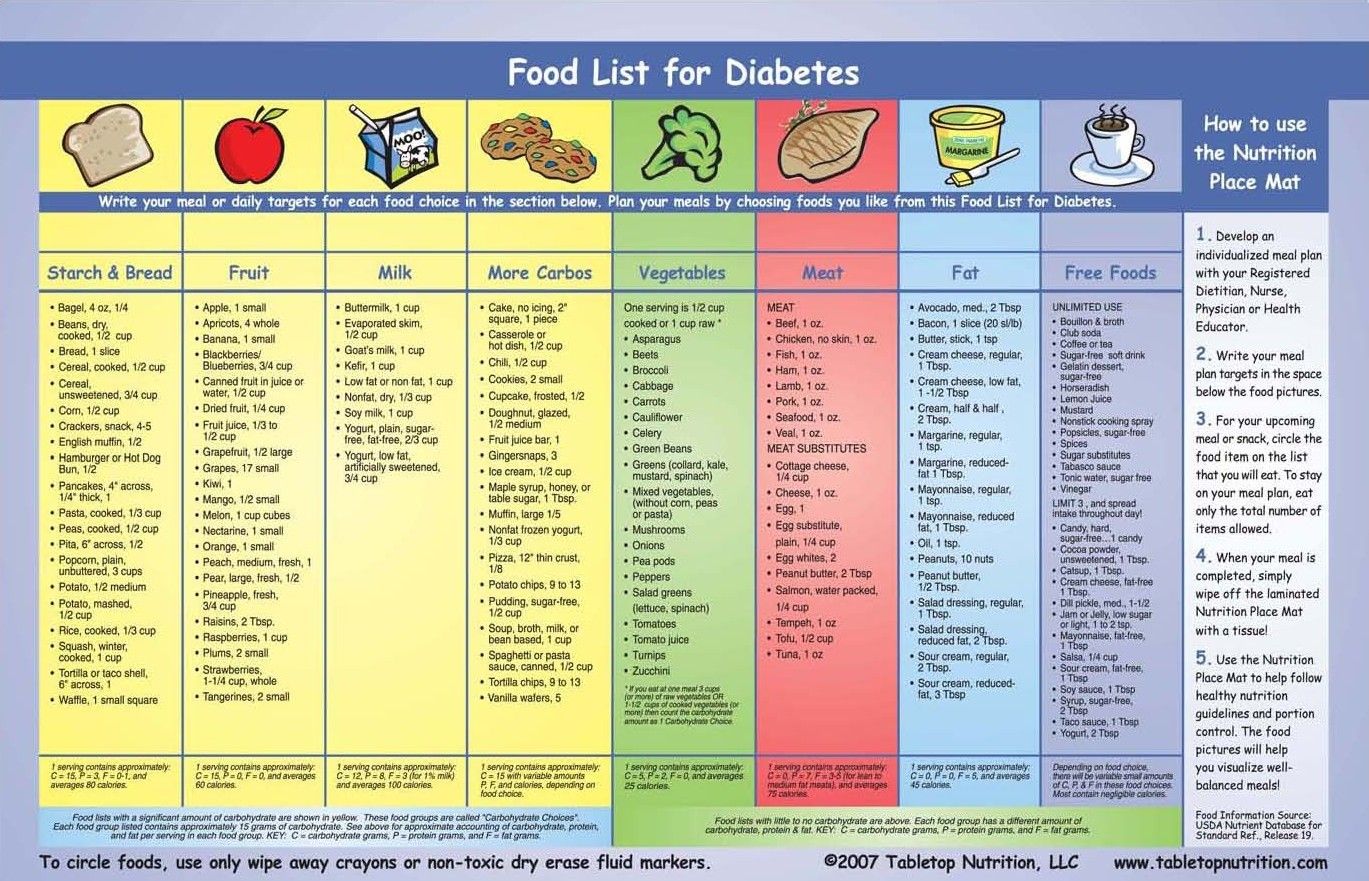 Food List for Diabetes
MOO!
MARGARINE
Write your meal or daily targets for each food choice in the section below. Plan your meals by choosing foods you like from this Food List for Diabetes.
Starch & Bread
• Bagel, 4 oz, 1/4
• Beans, dry,
cooked, 1/2 cup
• Bread, 1 slice
• Cereal, cooked, 1/2 cup
• Cereal,
unsweetened, 3/4 cup
• Corn, 1/2 cup
• Crackers, snack, 4-5
• English muffin, 1/2
• Hamburger or Hot Dog
Bun, 1/2
• Pancakes, 4" across,
1/4" thick, 1
• Pasta, cooked, 1/3 cup
• Peas, cooked, 1/2 cup
• Pita, 6" across, 1/2
• Popcorn, plain,
unbuttered, 3 cups
• Potato, 1/2 medium
• Potato, mashed,
1/2 cup
• Rice, cooked, 1/3 cup
• Squash, winter,
cooked, 1 cup
• Tortilla or taco shell,
6" across, 1
• Waffle, 1 small square
1 serving contains approximately:
C = 15, P = 3, F = 0-1, and
averages 80 calories.
Fruit
• Apple, 1 small
• Apricots, 4 whole
• Banana, 1 small
• Blackberries/
Blueberries, 3/4 cup
• Canned fruit in juice or
water, 1/2 cup
• Dried fruit, 1/4 cup
• Fruit juice, 1/3 to
1/2 cup
• Grapefruit, 1/2 large
• Grapes, 17 small
• Kiwi, 1
• Mango, 1/2 small
• Melon, 1 cup cubes
• Nectarine, 1 small
• Orange, 1 small
• Peach, medium, fresh, 1
• Pear, large, fresh, 1/2
• Pineapple, fresh,
3/4 cup
• Raisins, 2 Tbsp.
• Raspberries, 1 cup
• Plums, 2 small
• Strawberries,
1-1/4 cup, whole
• Tangerines, 2 small
1 serving contains approximately:
C = 15, P = 0, F = 0, and averages
60 calories.
Milk
• Buttermilk, 1 cup
• Evaporated skim,
1/2 cup
• Goat's milk, 1 cup
• Kefir, 1 cup
• Low fat or non fat, 1 cup
• Nonfat, dry, 1/3 cup
• Soy milk, 1 cup
• Yogurt, plain, sugar-
free, fat-free, 2/3 cup
• Yogurt, low fat,
artificially sweetened,
3/4 cup
1 serving contains approximately:
C = 12, P = 8, F = 3 (for 1% milk)
and averages 100 calories.
More Carbos
• Cake, no icing, 2"
square, 1 piece
• Casserole or
hot dish, 1/2 cup
• Chili, 1/2 cup
• Cookies, 2 small
• Cupcake, frosted, 1/2
• Doughnut, glazed,
1/2 medium
• Fruit juice bar, 1
• Gingersnaps, 3
• Ice cream, 1/2 cup
• Maple syrup, honey, or
table sugar, 1 Tbsp.
• Muffin, large 1/5
• Nonfat frozen yogurt,
1/3 cup
• Pizza, 12" thin crust,
1/8
• Potato chips, 9 to 13
• Pudding, sugar-free,
1/2 cup
• Soup, broth, milk, or
bean based, 1 cup
• Spaghetti or pasta
sauce, canned, 1/2 cup
• Tortilla chips, 9 to 13
• Vanilla wafers, 5
1 serving contains approximately:
C = 15 with variable amounts
P, F, and calories, depending on
food choice.
Vegetables
One serving is 1/2 cup
cooked or 1 cup raw *
• Asparagus
• Beets
• Broccoli
• Cabbage
• Carrots
• Cauliflower
• Celery
• Green Beans
• Greens (collard, kale,
mustard, spinach)
• Mixed vegetables,
(without corn, peas
or pasta)
• Mushrooms
• Onions
• Pea pods
• Peppers
• Salad greens
(lettuce, spinach)
• Tomatoes
• Tomato juice
• Turnips
• Zucchini
* If you eat at one meal 3 cups
(or more) of raw vegetables OR
1-1/2 cups of cooked vegetables (or
more) then count the carbohydrate
amount as 1 Carbohydrate Choice.
1 serving contains approximately:
C = 5, P = 2, F = 0, and averages
25 calories.
Meat
MEAT
• Beef, 1 oz.
• Chicken, no skin, 1 oz.
• Fish, 1 oz.
• Ham, 1 oz.
• Lamb, 1 oz.
• Pork, 1 oz.
• Seafood, 1 oz.
• Veal, 1 oz.
MEAT SUBSTITUTES
• Cottage cheese,
1/4 cup
• Cheese, 1 oz.
• Egg, 1
• Egg substitute,
plain, 1/4 cup
• Egg whites, 2
• Peanut butter, 2 Tbsp
• Salmon, water packed,
1/4 cup
• Tempeh, 1 oz
• Tofu, 1/2 cup
• Tuna, 1 oz
1 serving contains approximately:
C = 0, P = 7, F = 3-5 (for lean to
medium fat meats), and averages
75 calories.
Fat
• Avocado, med., 2 Tbsp
• Bacon, 1 slice (20 sl/lb)
• Butter, stick, 1 tsp
• Cream cheese, regular,
1 Tbsp.
• Cream cheese, low fat,
1 -1/2 Tbsp
• Cream, half & half ,
2 Tbsp.
• Margarine, regular,
1 tsp.
• Margarine, reduced-
fat 1 Tbsp.
• Mayonnaise, regular,
1 tsp.
• Mayonnaise, reduced
fat, 1 Tbsp.
• Oil, 1 tsp.
• Peanuts, 10 nuts
• Peanut butter,
1/2 Tbsp.
• Salad dressing, regular,
1 Tbsp.
• Salad dressing,
reduced fat, 2 Tbsp.
• Sour cream, regular,
2 Tbsp.
• Sour cream, reduced-
fat, 3 Tbsp
1 serving contains approximately:
C = 0, P = 0, F = 5, and averages
45 calories.
Free Foods
UNLIMITED USE
• Bouillon & broth
• Club soda
• Coffee or tea
• Sugar-free soft drink
• Gelatin dessert,
sugar-free
• Horseradish
• Lemon Juice
• Mustard
• Nonstick cooking spray
• Popsicles, sugar-free
• Spices
• Sugar substitutes
• Tabasco sauce
• Tonic water, sugar free
• Vinegar
LIMIT 3 , and spread
intake throughout day!
• Candy, hard,
sugar-free...1 candy
• Cocoa powder,
unsweetened, 1 Tbsp.
• Catsup, 1 Tbsp.
• Cream cheese, fat-free
1 Tbsp.
• Dill pickle, med., 1-1/2
• Jam or Jelly, low sugar
or light, 1 to 2 tsp.
• Mayonnaise, fat-free,
1 Tbsp
• Salsa, 1/4 cup
• Sour cream, fat-free,
1 Tbsp
• Soy sauce, 1 Tbsp
• Syrup, sugar-free,
2 Tbsp
• Taco sauce, 1 Tbsp
• Yogurt, 2 Tbsp
Depending on food choice,
there will be variable small amounts
of C, P, & F in these food choices.
Most contain negligible calories.
How to use
the Nutrition
Place Mat
1. Develop an
individualized meal plan
with your Registered
Dietitian, Nurse,
Physician or Health
Educator.
2. Write your meal
plan targets in the space
below the food pictures.
3. For your upcoming
meal or snack, circle the
food item on the list
that you will eat. To stay
on your meal plan, eat
only the total number of
items allowed.
4. When your meal is
completed, simply
wipe off the laminated
Nutrition Place Mat
with a tissue!
5. Use the Nutrition
Place Mat to help follow
healthy nutrition
guidelines and portion
control. The food
pictures will help
you visualize well-
balanced meals!
Food Information Source:
USDA Nutrient Database for
Standard Ref., Release 19.
Food lists with a significant amount of carbohydrate are shown in yellow. These food groups are called "Carbohydrate Choices".
Each food group listed contains approximately 15 grams of carbohydrate. See above for approximate accounting of carbohydrate, protein,
and fat per serving in each food group. KEY: C = carbohydrate grams, P = protein grams, and F = fat grams.
Food lists with little to no carbohydrate are above. Each food group has a different amount of
carbohydrate, protein & fat. KEY: C = carbohydrate grams, P = protein grams, and F = fat grams.
To circle foods, use only wipe away crayons or non-toxic dry erase fluid markers.
©2007 Tabletop Nutrition, LLC
www.tabletopnutrition.com